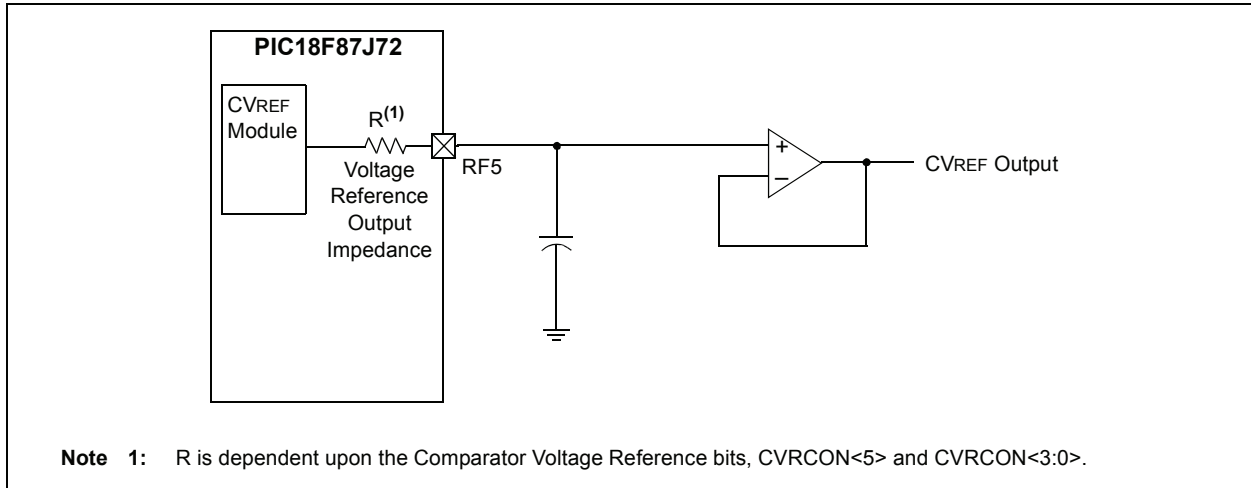 PIC18F87J72
CVREF
Module
R(1)
Voltage
Reference
Output
Impedance
RF5
+
–
CVREF Output
Note 1: R is dependent upon the Comparator Voltage Reference bits, CVRCON<5> and CVRCON<3:0>.